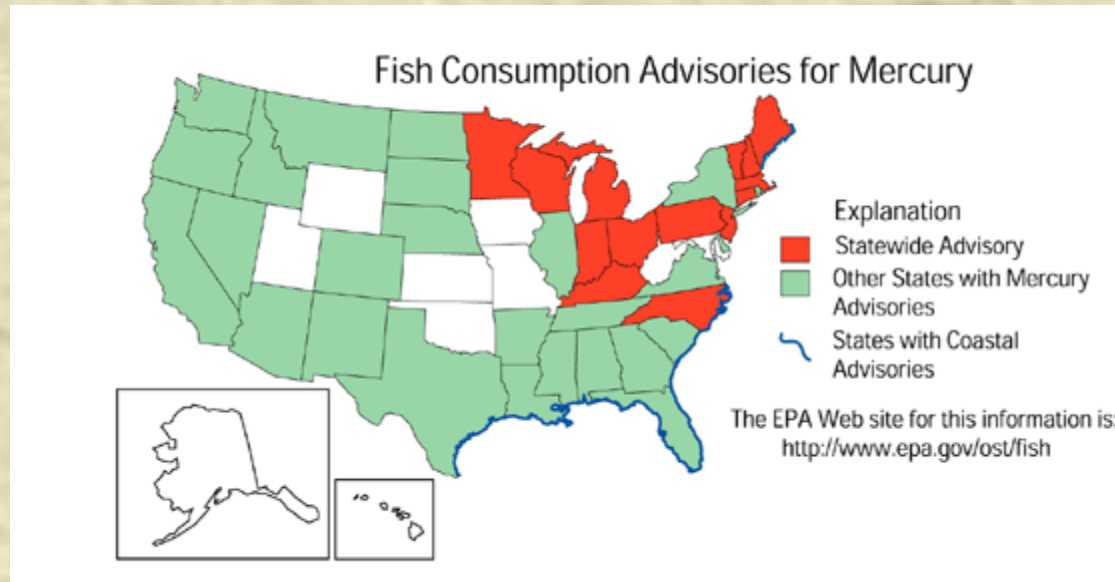 Fish Consumption Advisories for Mercury
Explanation
Statewide Advisory
Other States with Mercury
Advisories
States with Coastal
Advisories
The EPA Web site for this information is:
http://www.epa.gov/ost/fish